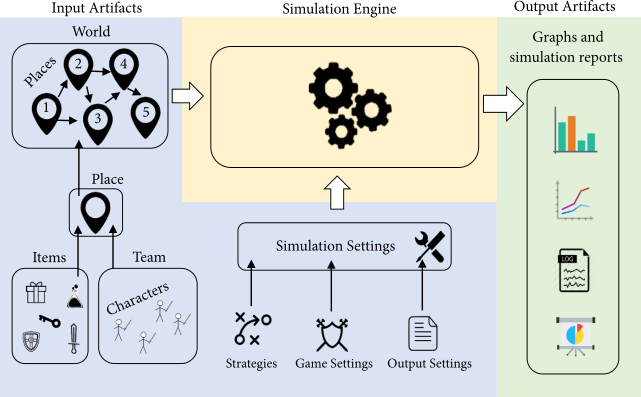 Input Artifacts
Simulation Engine
Output Artifacts
World
Places
1
2
3
4
5
Place
Items
Team
Characters
Simulation Settings
Strategies
Game Settings
Output Settings
Graphs and
simulation reports
LOG